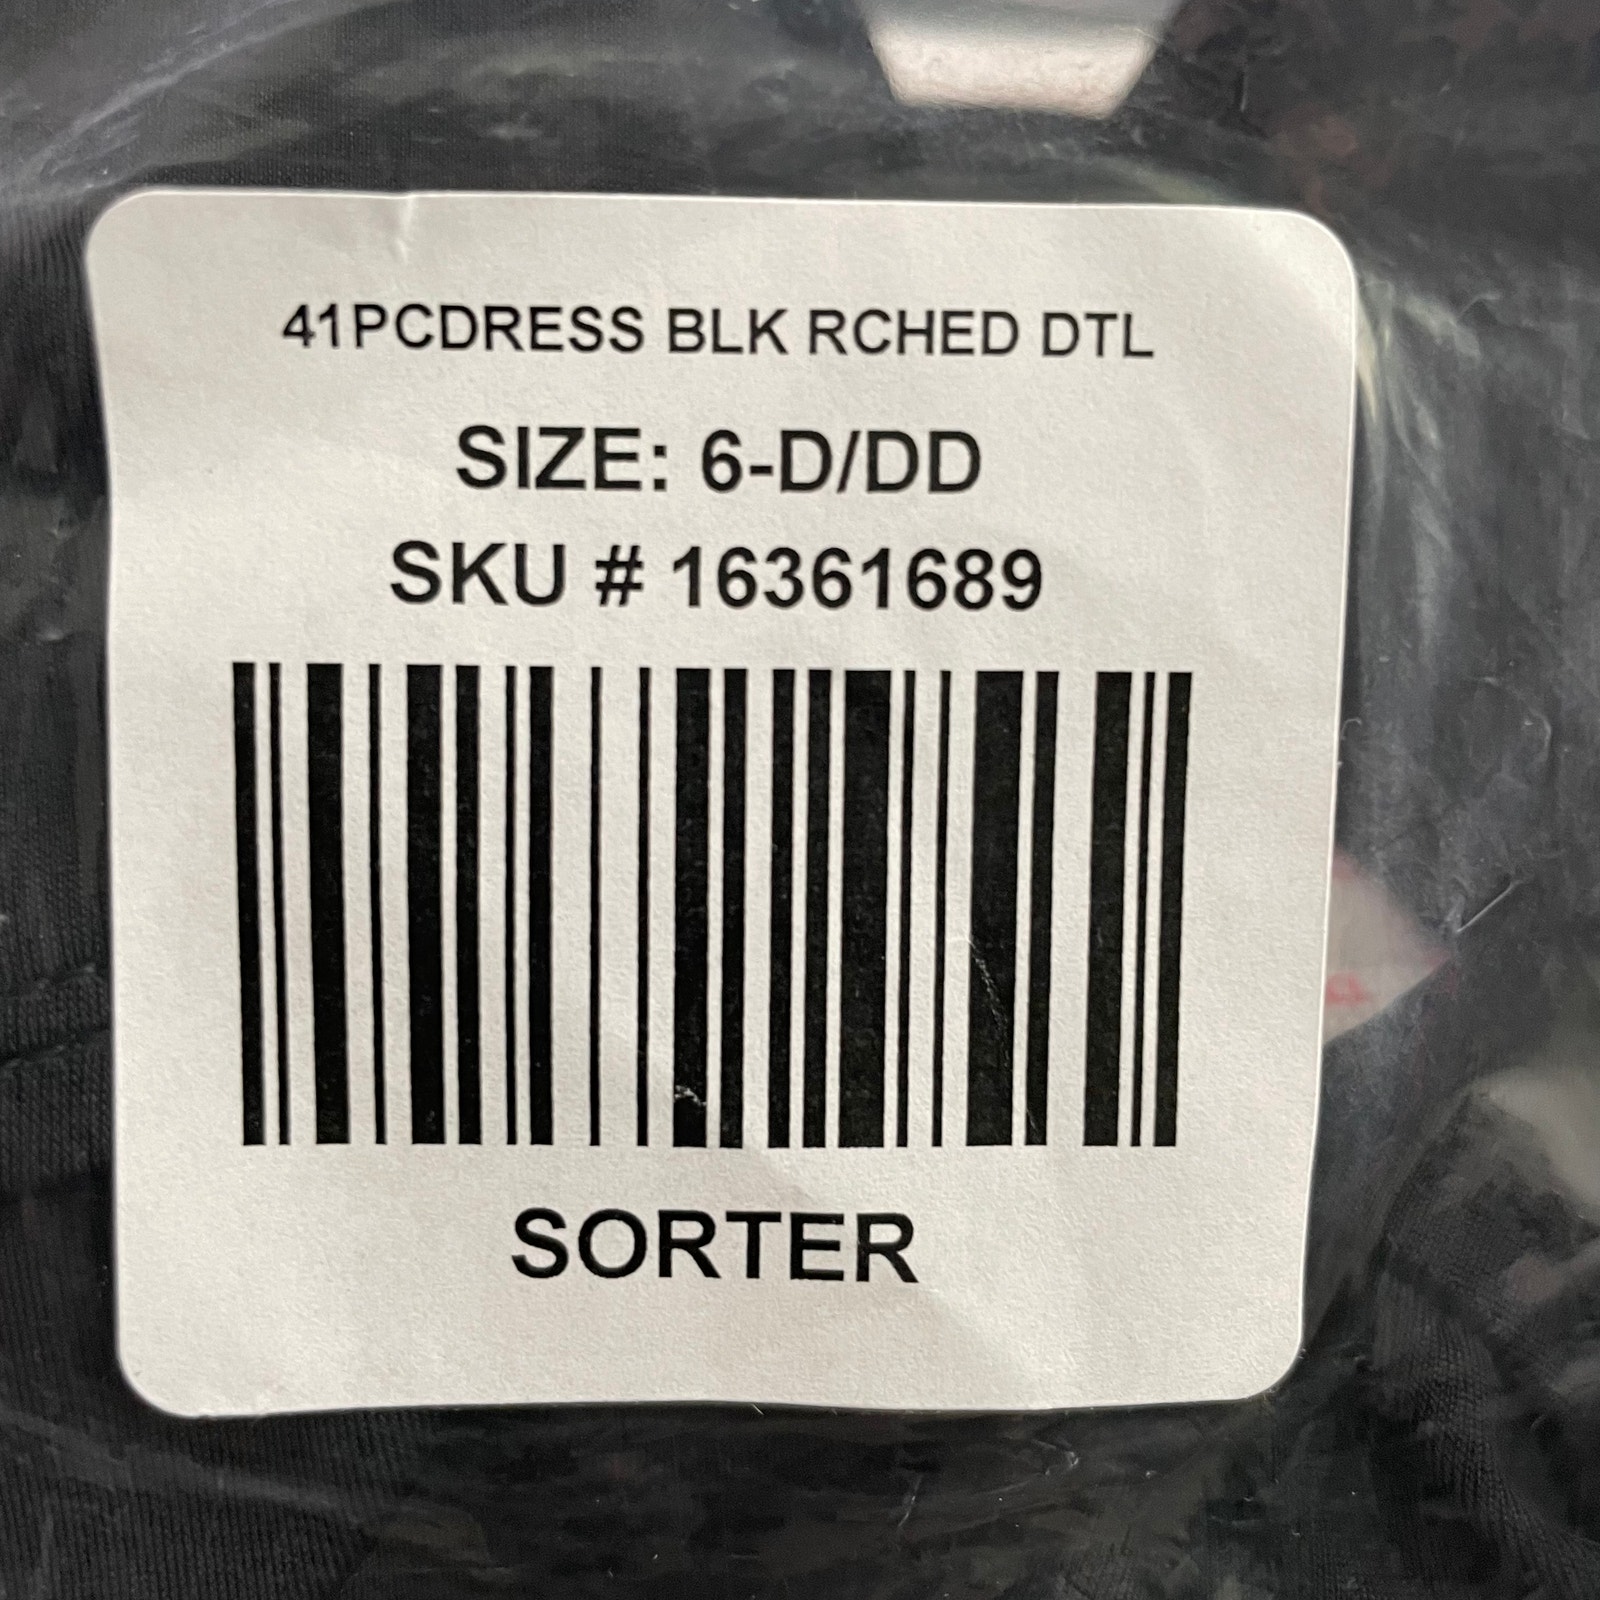 41PCDRESS BLK RCHED DTL
SIZE: 6-D/DD
SKU # 16361689
SORTER